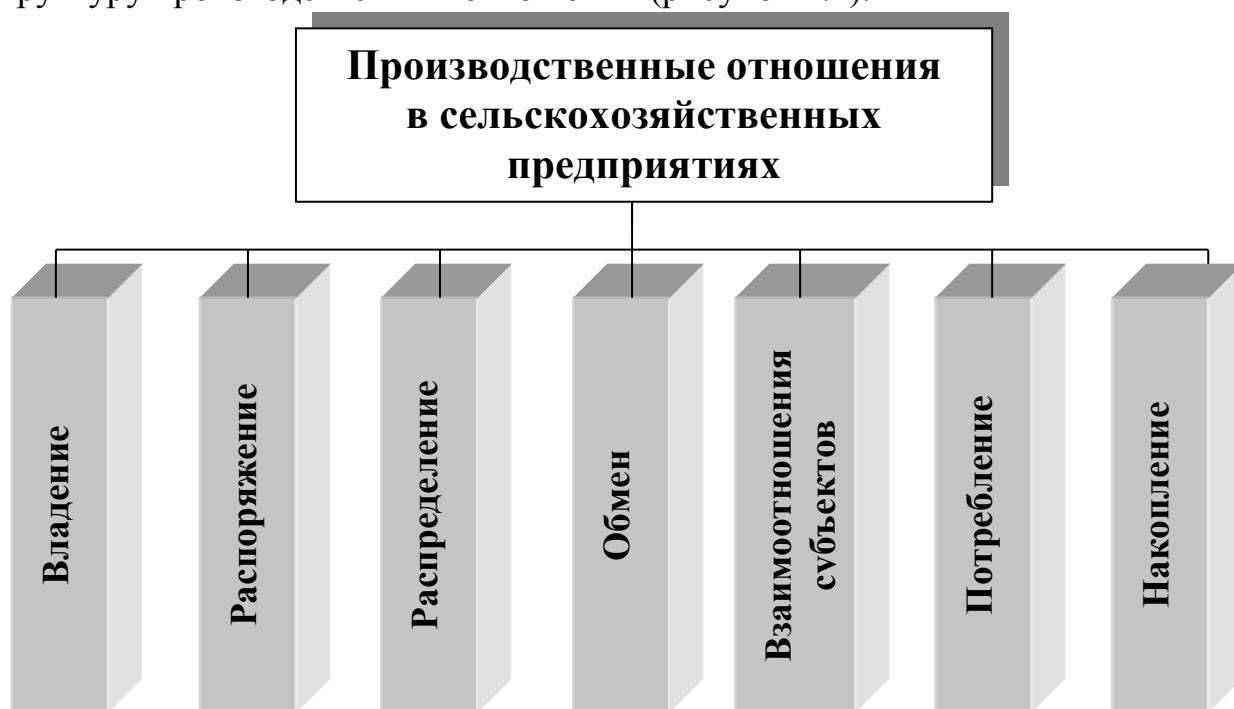 Производственные отношения
в сельскохозяйственных
предприятиях
Владение
Распоряжение
Распределение
Обмен
Взаимоотношения
субъектов
Потребление
Накопление